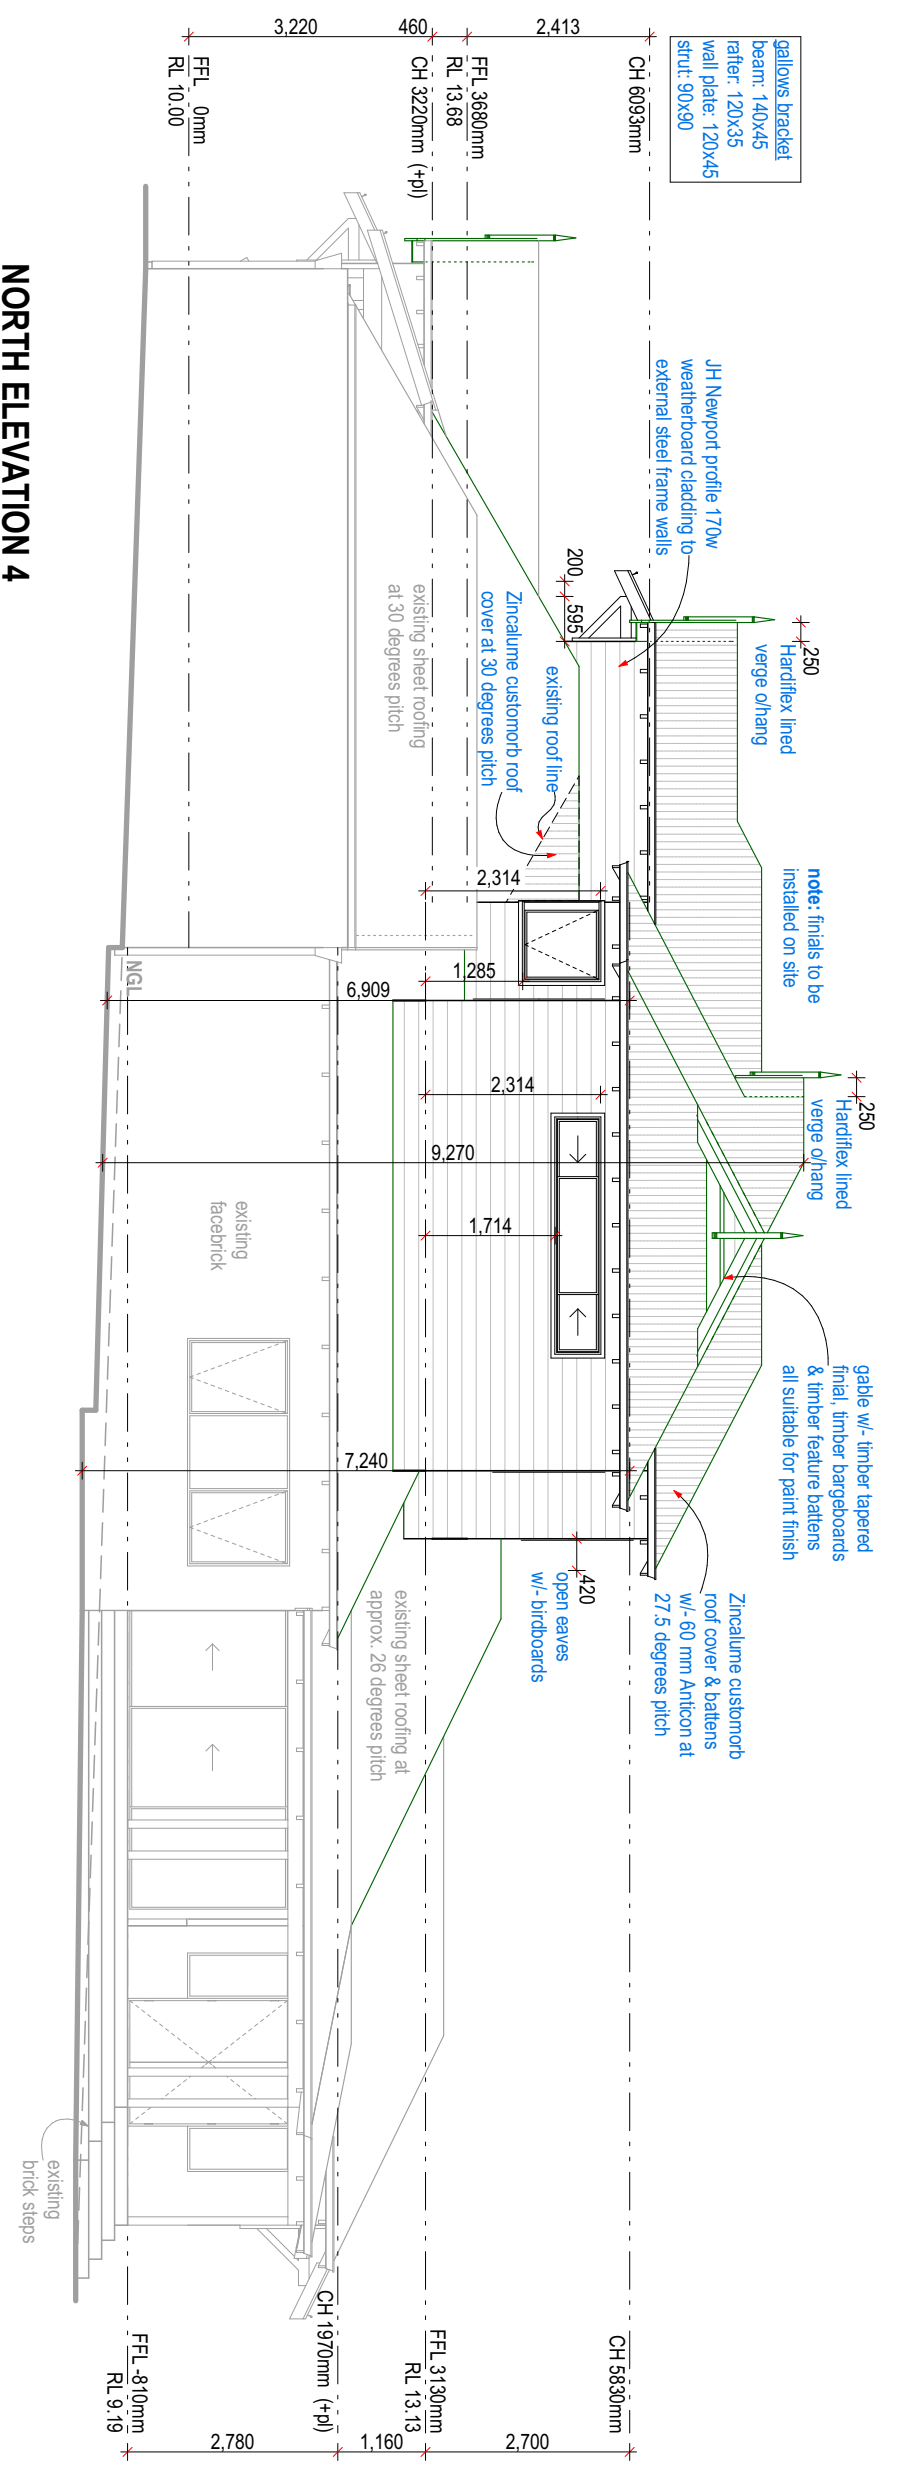 gallows bracket
beam: 140x45
rafter: 120x35
wall plate: 120x45
strut: 90x90
2,413
460
3,220
CH 6093mm
FFL 3680mm
RL 13.68
CH 3220mm (+pl)
FFL 0mm
RL 10.00
JH Newport profile 170w
weatherboard cladding to
external steel frame walls
250
Hardiflex lined
verge o/hang
200
595
existing roof line
Zincalume customorb roof
cover at 30 degrees pitch
existing sheet roofing
at 30 degrees pitch
note: finials to be
installed on site
2,314
1,285
6,909
NGL
250
Hardiflex lined
verge o/hang
2,314
9,270
1,714
existing
facebrick
gable w/- timber tapered
finial, timber bargeboards
& timber feature battens
all suitable for paint finish
7,240
420
open eaves
w/- birdboards
Zincalume customorb
roof cover & battens
w/- 60 mm Anticon at
27.5 degrees pitch
existing sheet roofing at
approx. 26 degrees pitch
existing
brick steps
CH 5830mm
FFL 3130mm
RL 13.13
CH 1970mm (+pl)
FFL -810mm
RL 9.19
2,700
1,160
2,780
NORTH ELEVATION 4